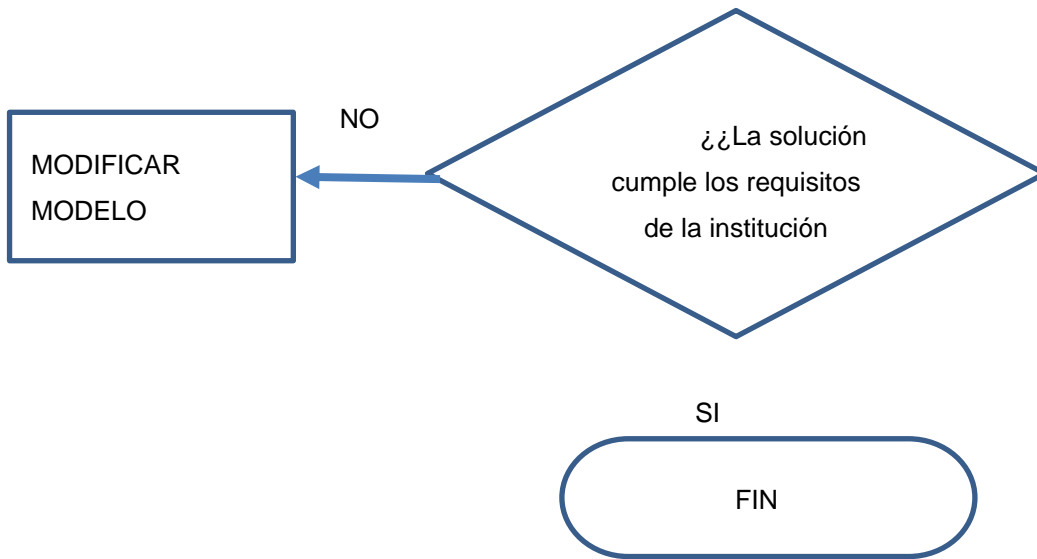 NO
MODIFICAR
MODELO
¿¿La solución
cumple los requisitos
de la institución
SI
FIN